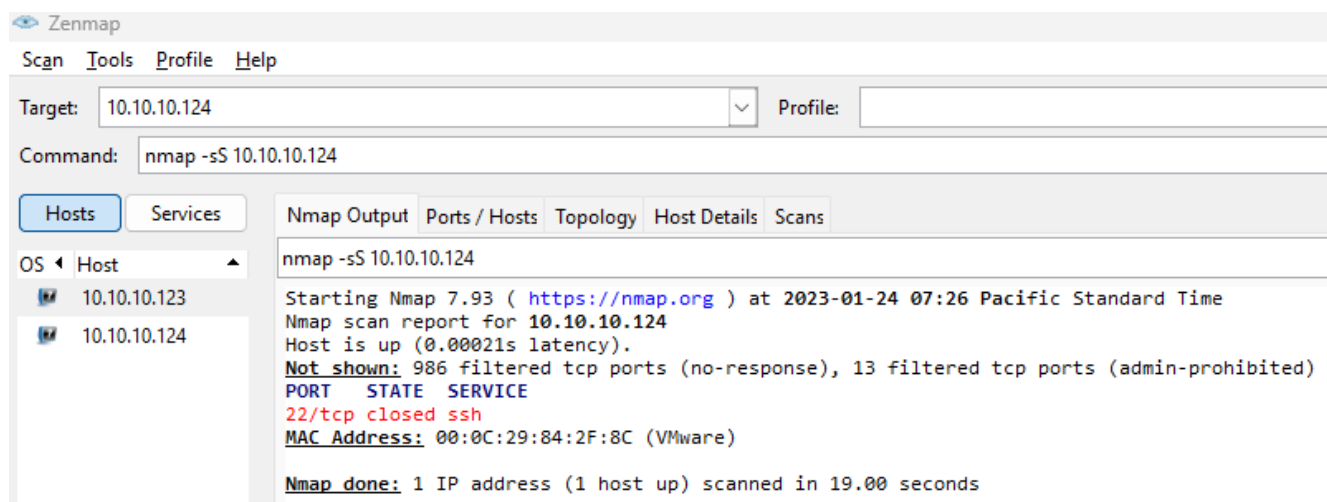 Zenmap
Scan Tools Profile Help
Target: 10.10.10.124 Profile:
Command: nmap -sS 10.10.10.124
Hosts Services
Nmap Output Ports / Hosts Topology Host Details Scans
OS Host
nmap -sS 10.10.10.124
10.10.10.123
10.10.10.124
Starting Nmap 7.93 ( https://nmap.org ) at 2023-01-24 07:26 Pacific Standard Time
Nmap scan report for 10.10.10.124
Host is up (0.00021s latency).
Not shown: 986 filtered tcp ports (no-response), 13 filtered tcp ports (admin-prohibited)
PORT STATE SERVICE
22/tcp closed ssh
MAC Address: 00:0C:29:84:2F:8C (VMware)
Nmap done: 1 IP address (1 host up) scanned in 19.00 seconds